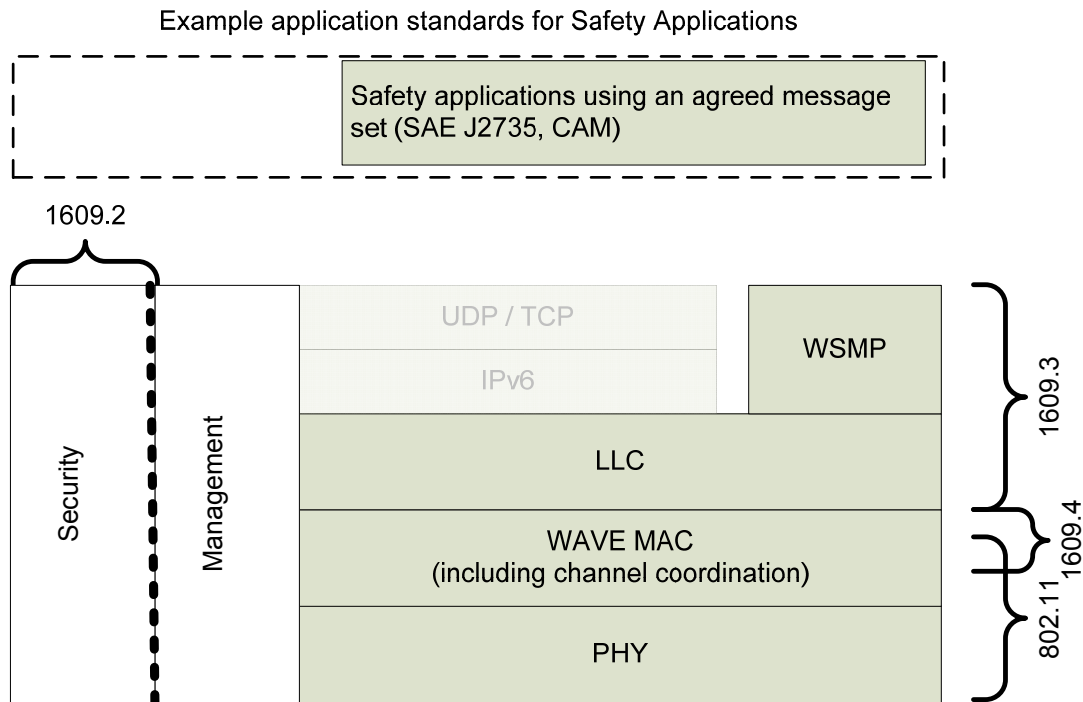 Example application standards for Safety Applications
Safety applications using an agreed message
set (SAE J2735, CAM)
1609.2
UDP / TCP
IPv6
WSMP
LLC
WAVE MAC
(including channel coordination)
PHY
Security
Management
1609.3
1609.4
802.11